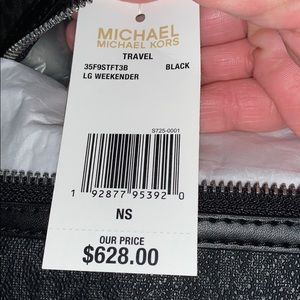 MICHAEL
MICHAEL KORS
TRAVEL
35F9STFT3B BLACK
LG WEEKENDER
S725-0001
1 92877 95392 0
NS
OUR PRICE
$628.00